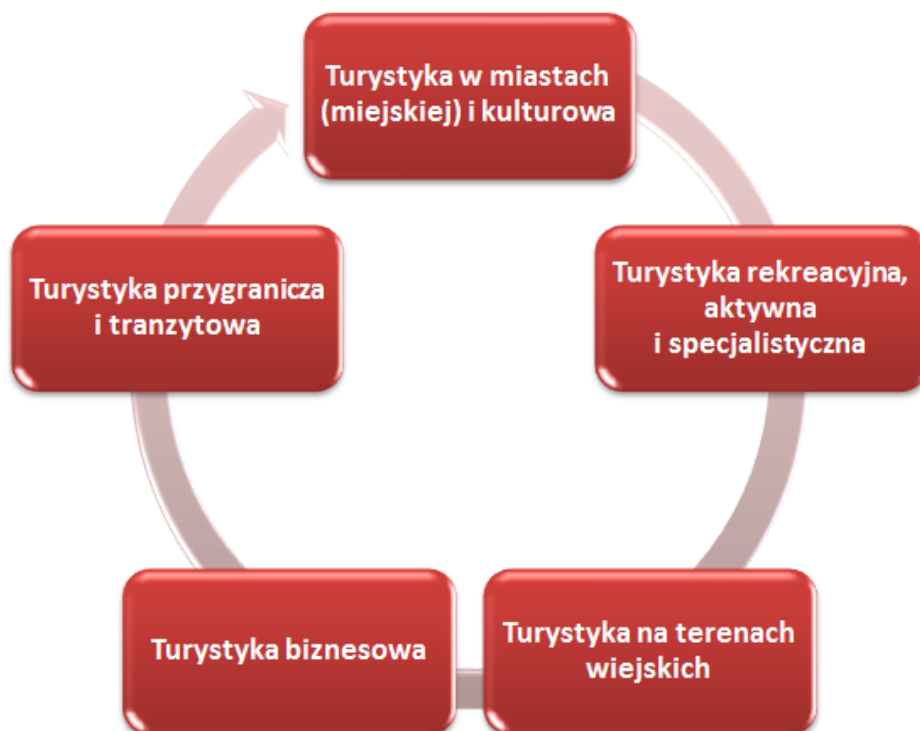 Turystyka w miastach
(miejskiej) i kulturowa
Turystyka rekreacyjna,
aktywna
i specjalistyczna
Turystyka na terenach
wiejskich
Turystyka biznesowa
Turystyka przygranicza
i tranzytowa